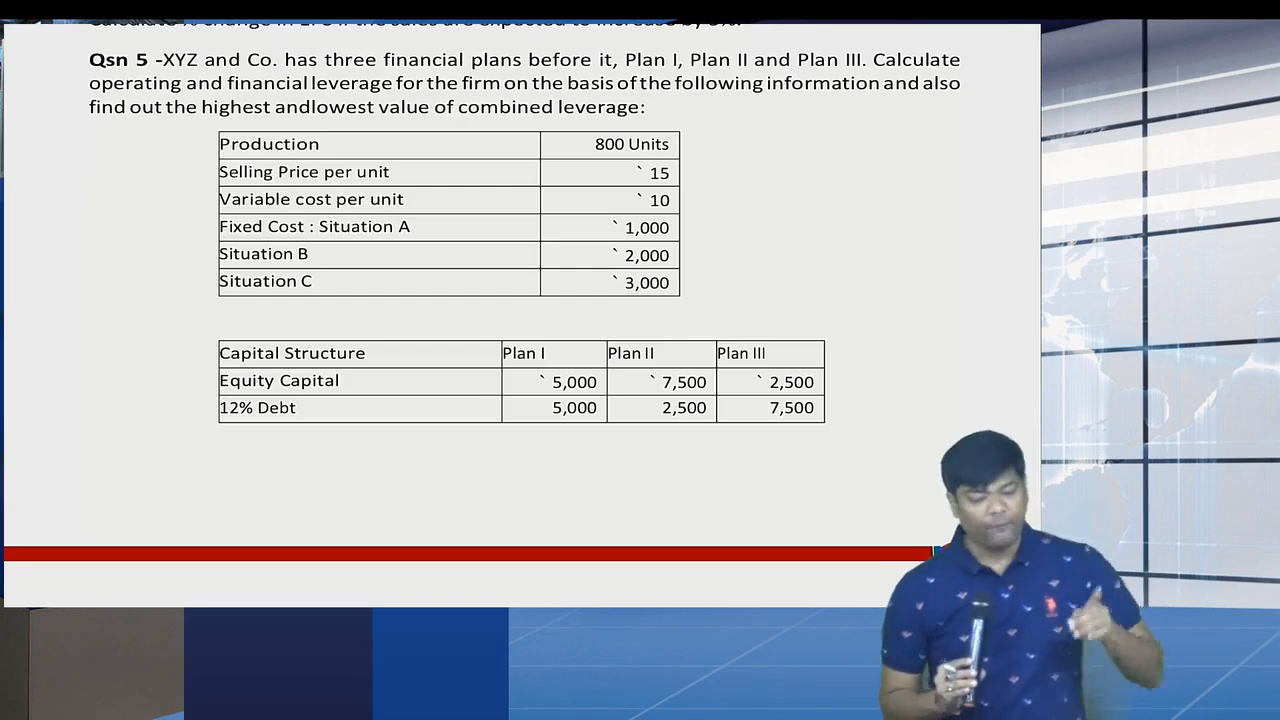 Qsn 5 -XYZ and Co. has three financial plans before it, Plan I, Plan II and Plan III. Calculate
operating and financial leverage for the firm on the basis of the following information and also
find out the highest andlowest value of combined leverage:
Production 800 Units
Selling Price per unit ` 15
Variable cost per unit ` 10
Fixed Cost : Situation A ` 1,000
Situation B ` 2,000
Situation C ` 3,000
Capital Structure Plan I Plan II Plan III
Equity Capital ` 5,000 ` 7,500 ` 2,500
12% Debt 5,000 2,500 7,500